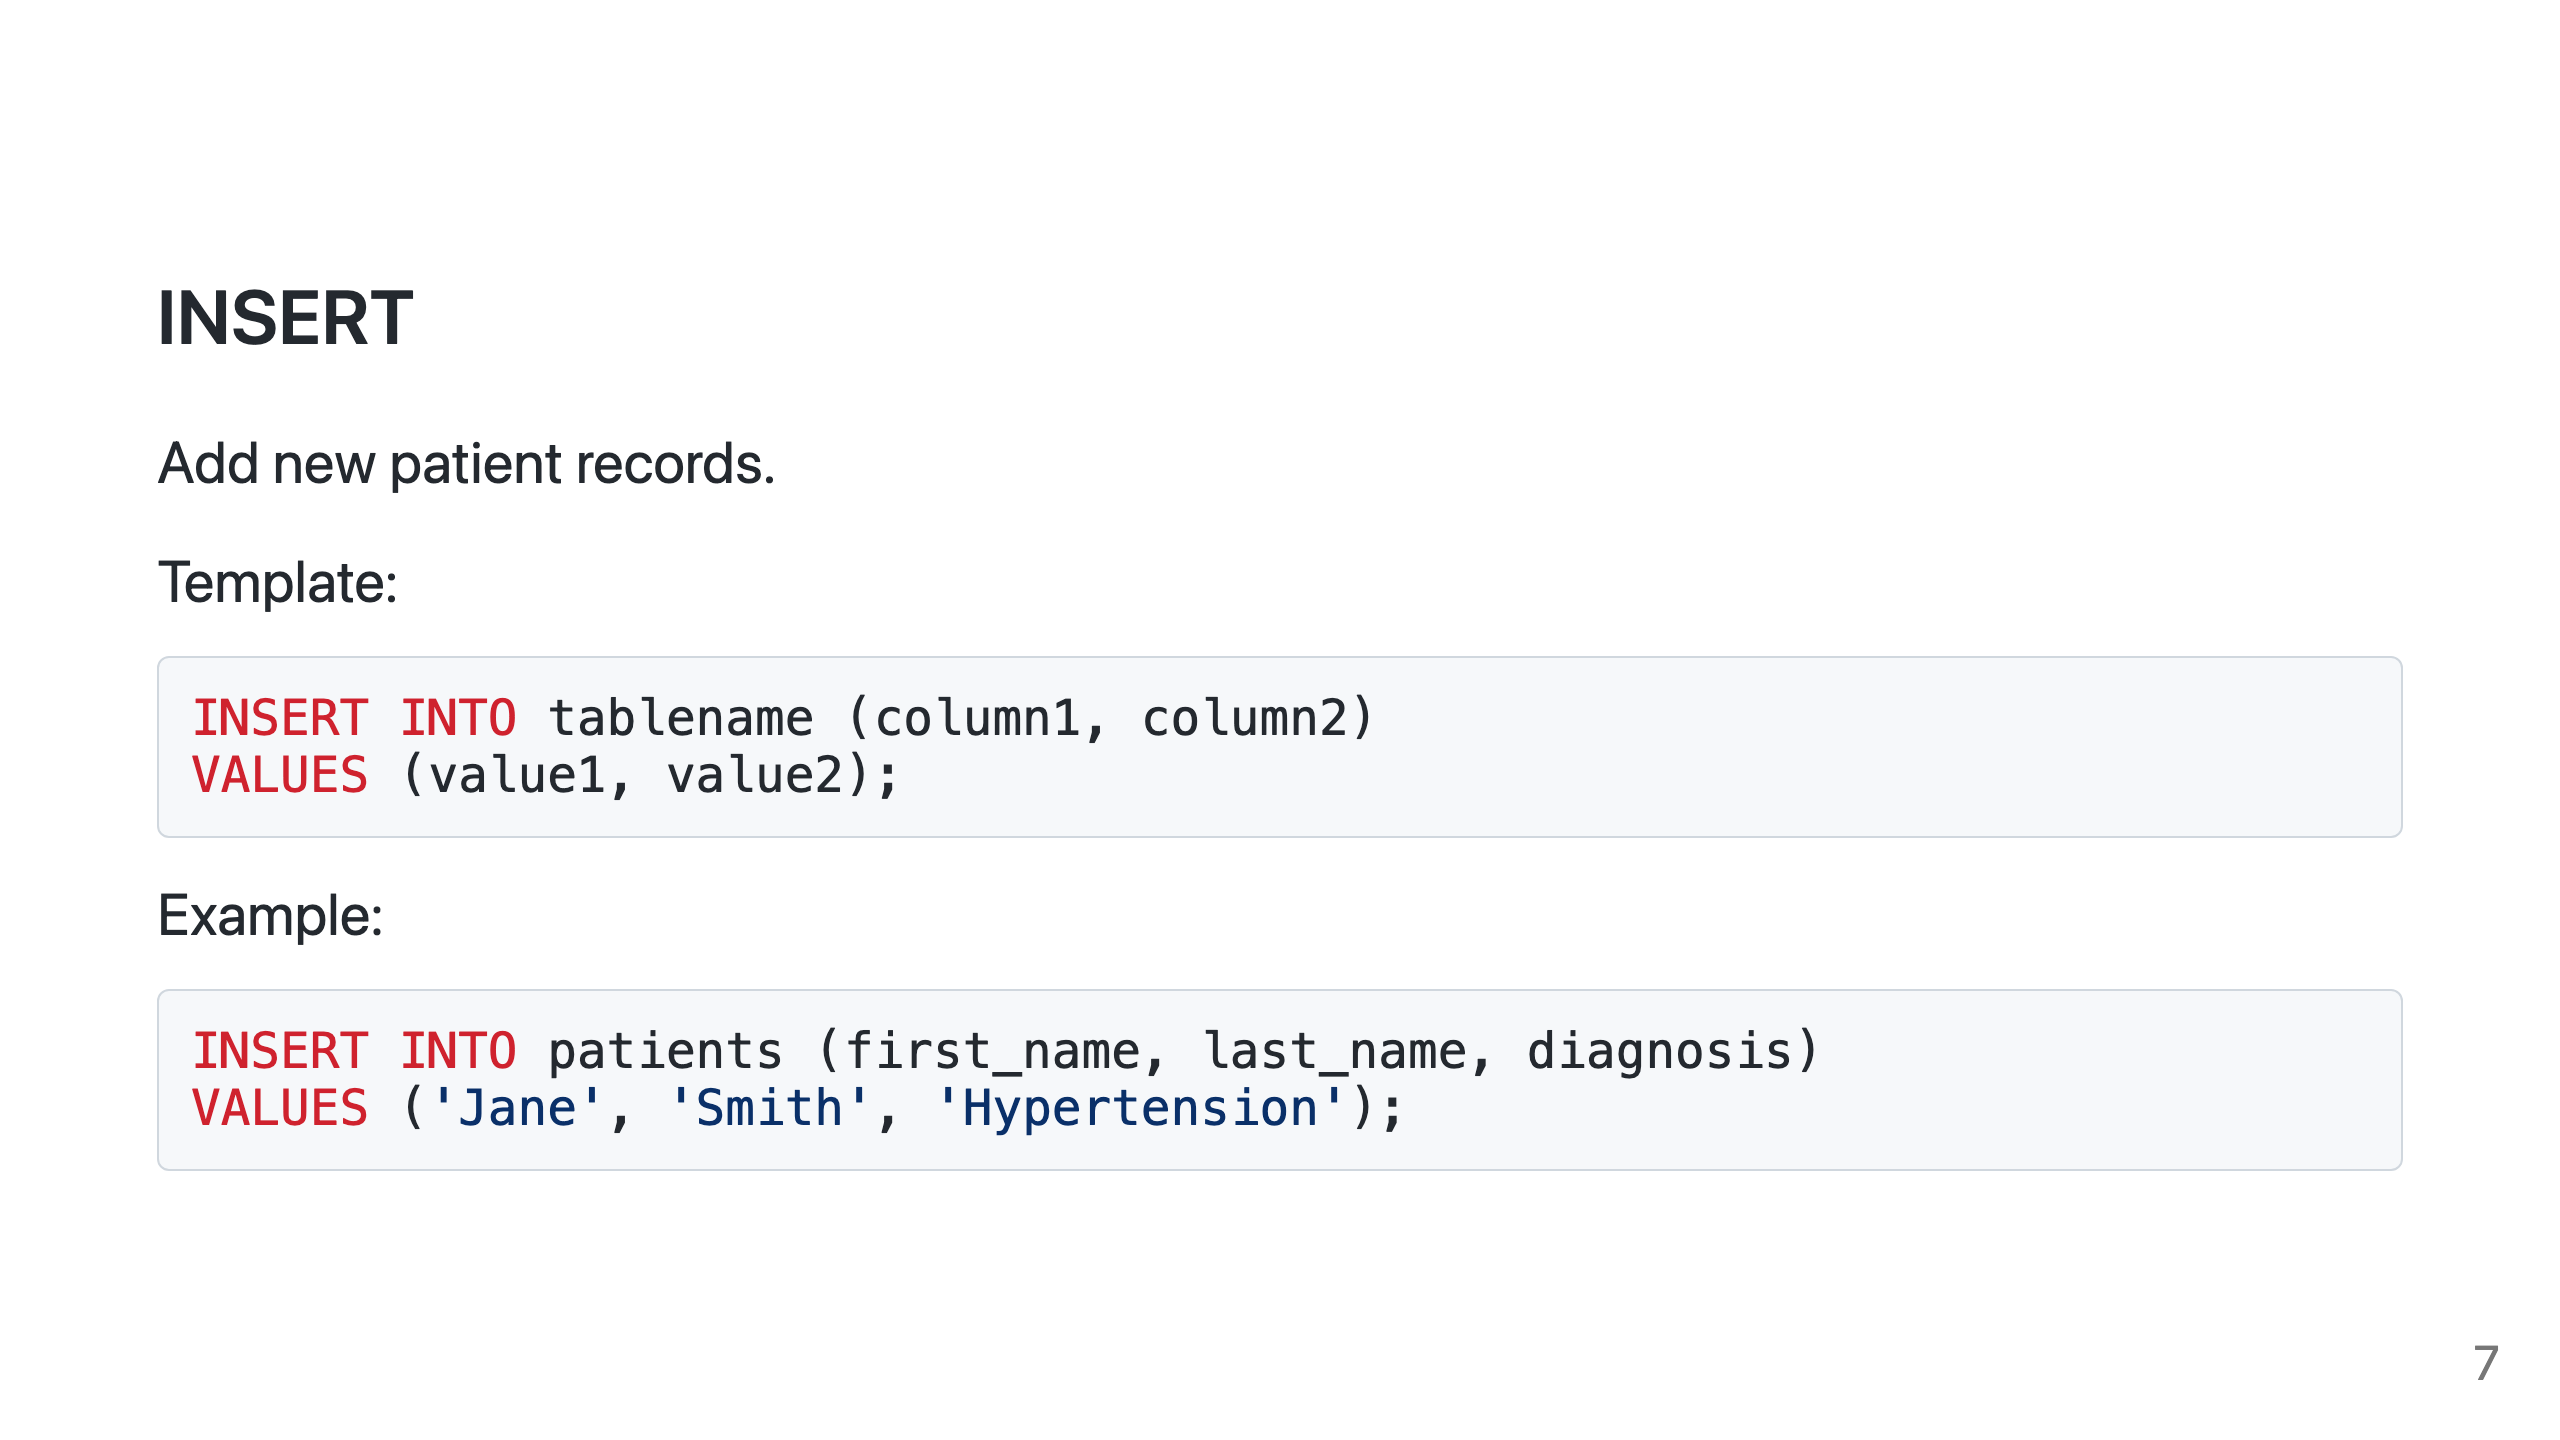 INSERT
Add new patient records.
Template:
INSERT INTO tablename (column1, column2)
VALUES (value1, value2);
Example:
INSERT INTO patients (first_name, last_name, diagnosis)
VALUES ('Jane', 'Smith', 'Hypertension');
7